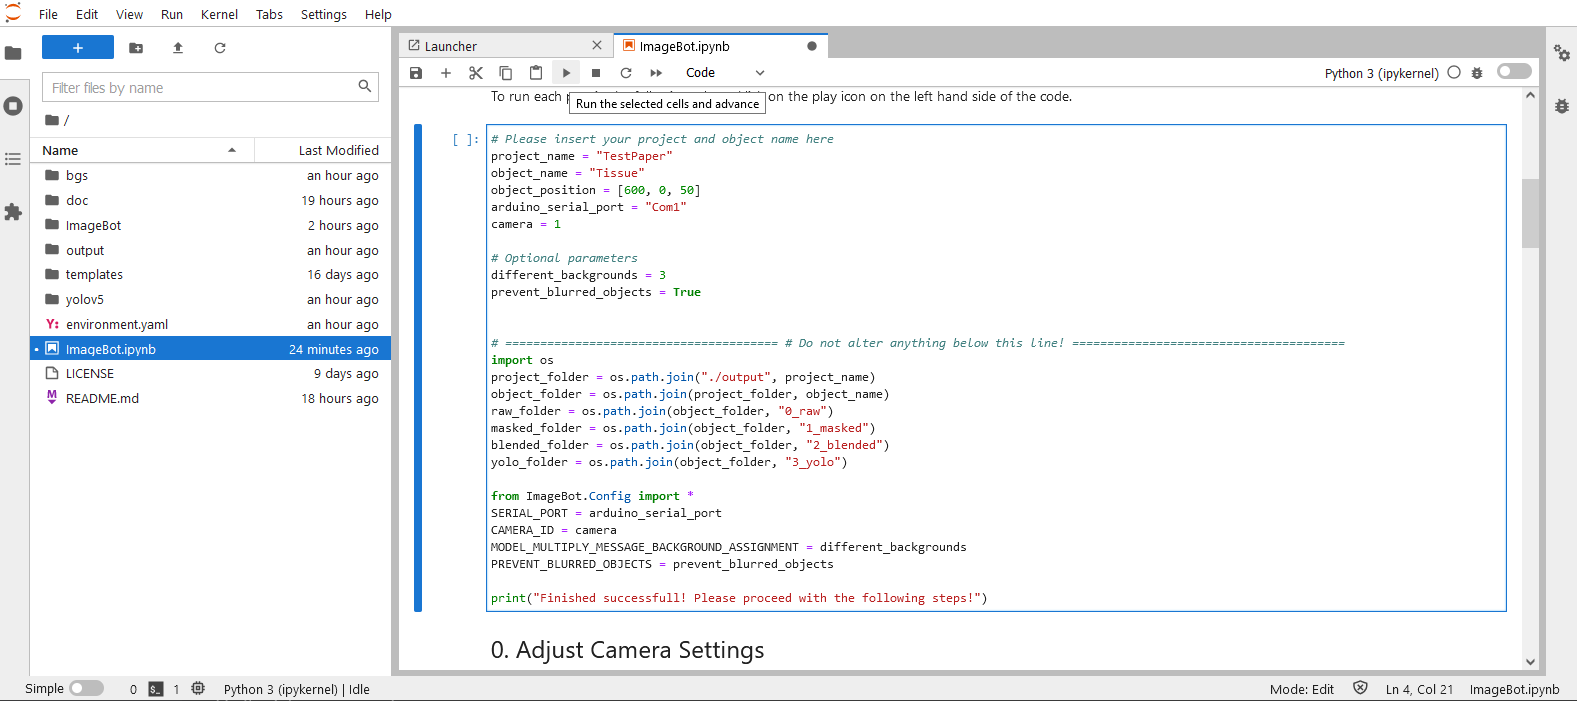 File Edit View Run Kernel Tabs Settings Help
+
Filter files by name
/
Name Last Modified
bgs an hour ago
doc 19 hours ago
ImageBot 2 hours ago
output an hour ago
templates 16 days ago
yolov5 an hour ago
Y: environment.yaml an hour ago
ImageBot.ipynb 24 minutes ago
LICENSE 9 days ago
M README.md 18 hours ago
Launcher
ImageBot.ipynb
Code
Python 3 (ipykernel)
To run each on the play icon on the left hand side of the code.
Run the selected cells and advance
[ ]:
# Please insert your project and object name here
project_name = "TestPaper"
object_name = "Tissue"
object_position = [600, 0, 50]
arduino_serial_port = "Com1"
camera = 1
# Optional parameters
different_backgrounds = 3
prevent_blurred_objects = True
# ======================================= # Do not alter anything below this line! =======================================
import os
project_folder = os.path.join("./output", project_name)
object_folder = os.path.join(project_folder, object_name)
raw_folder = os.path.join(object_folder, "0_raw")
masked_folder = os.path.join(object_folder, "1_masked")
blended_folder = os.path.join(object_folder, "2_blended")
yolo_folder = os.path.join(object_folder, "3_yolo")
from ImageBot.Config import *
SERIAL_PORT = arduino_serial_port
CAMERA_ID = camera
MODEL_MULTIPLY_MESSAGE_BACKGROUND_ASSIGNMENT = different_backgrounds
PREVENT_BLURRED_OBJECTS = prevent_blurred_objects
print("Finished successfull! Please proceed with the following steps!")
0. Adjust Camera Settings
Simple 0 $_ 1 Python 3 (ipykernel) | Idle Mode: Edit Ln 4, Col 21 ImageBot.ipynb